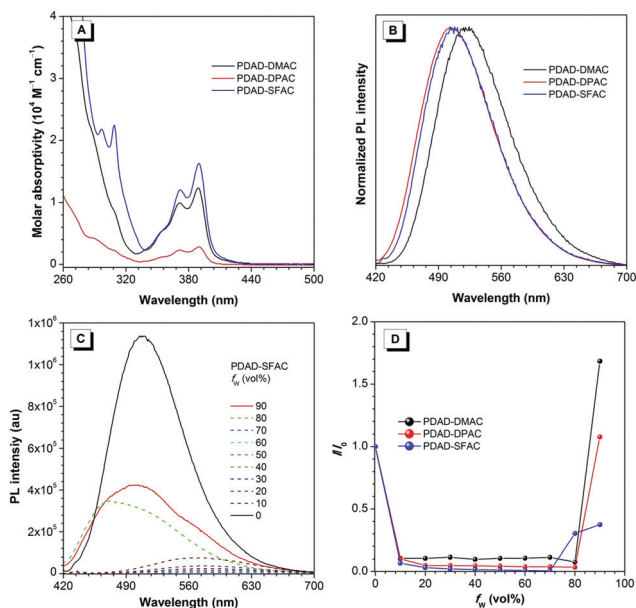 A
PDAD-DMAC
PDAD-DPAC
PDAD-SFAC
Molar absorptivity (10⁴ M⁻¹ cm⁻¹)
4
3
2
1
0
260 320 380 440 500
Wavelength (nm)
B
PDAD-DMAC
PDAD-DPAC
PDAD-SFAC
Normalized PL intensity
420 490 560 630 700
Wavelength (nm)
C
PDAD-SFAC
fw (vol%)
90
80
70
60
50
40
30
20
10
0
PL intensiy (au)
1x10⁶
1x10⁶
8x10⁵
6x10⁵
4x10⁵
2x10⁵
0
420 490 560 630 700
Wavelength (nm)
D
PDAD-DMAC
PDAD-DPAC
PDAD-SFAC
I/I₀
2.0
1.5
1.0
0.5
0.0
0 20 40 60 80 100
fw (vol%)